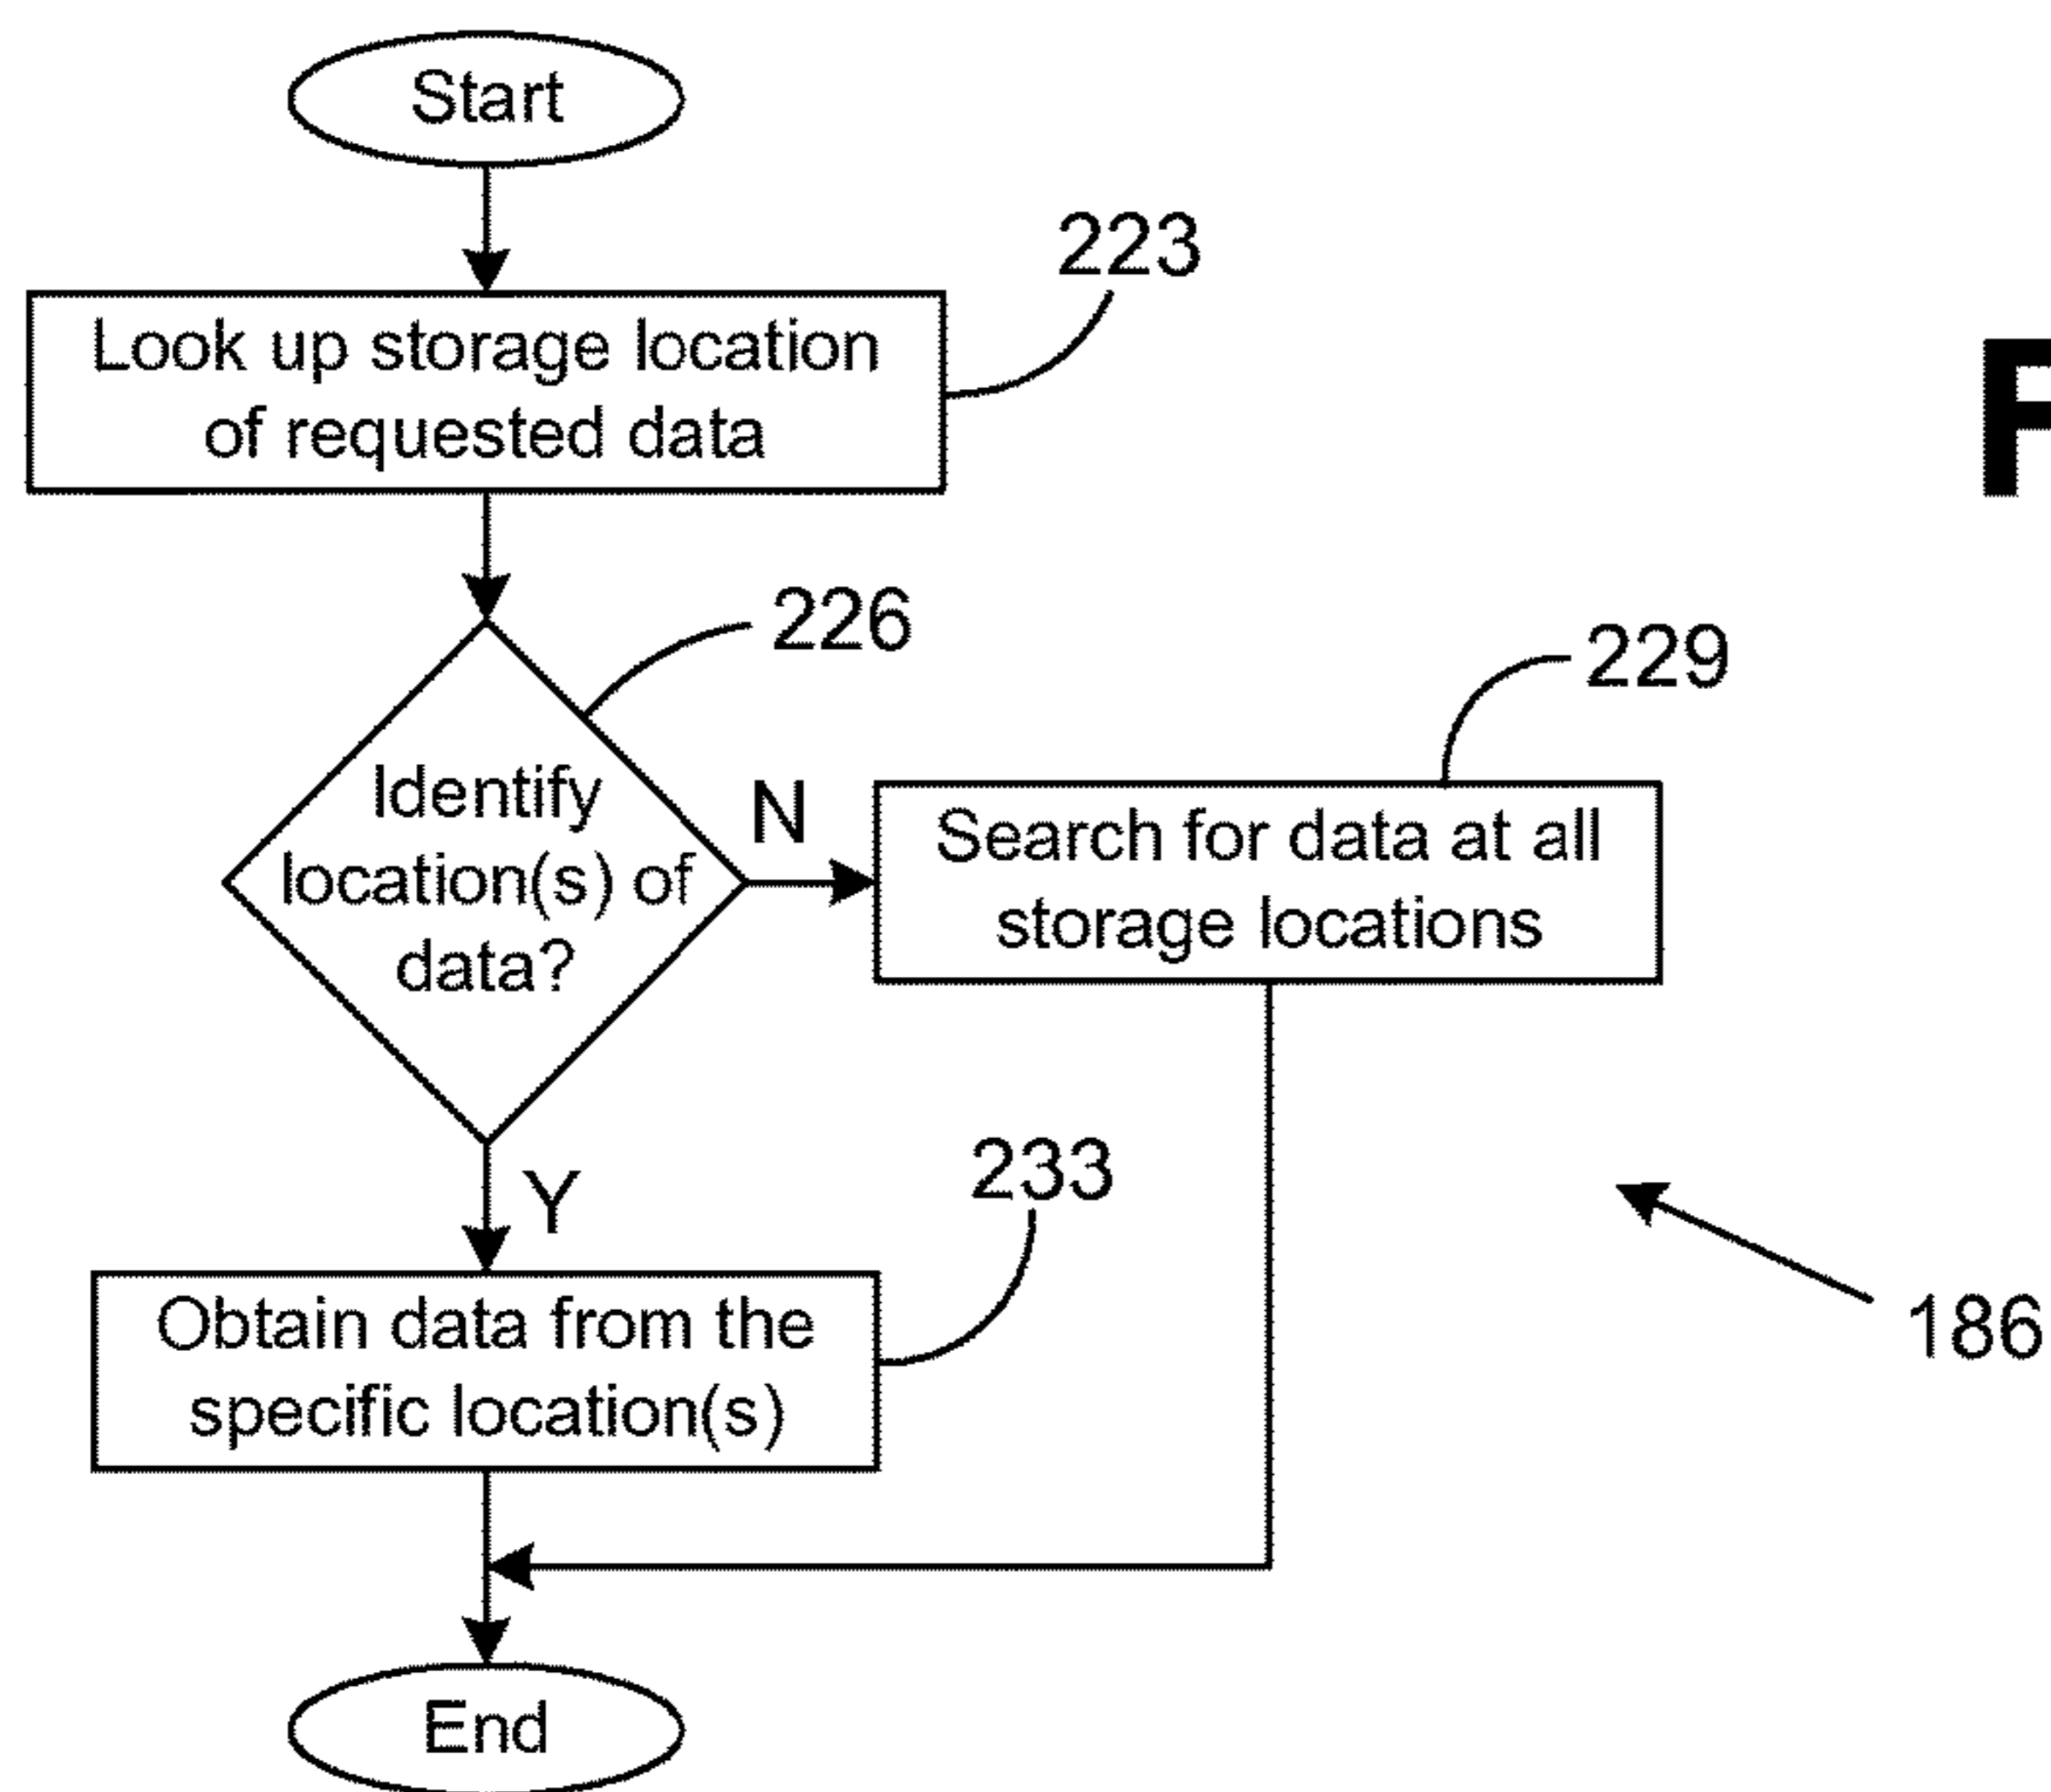 Start
223
Look up storage location
of requested data
226
229
Identify
location(s) of
data?
N
Search for data at all
storage locations
Y
233
Obtain data from the
specific location(s)
186
End